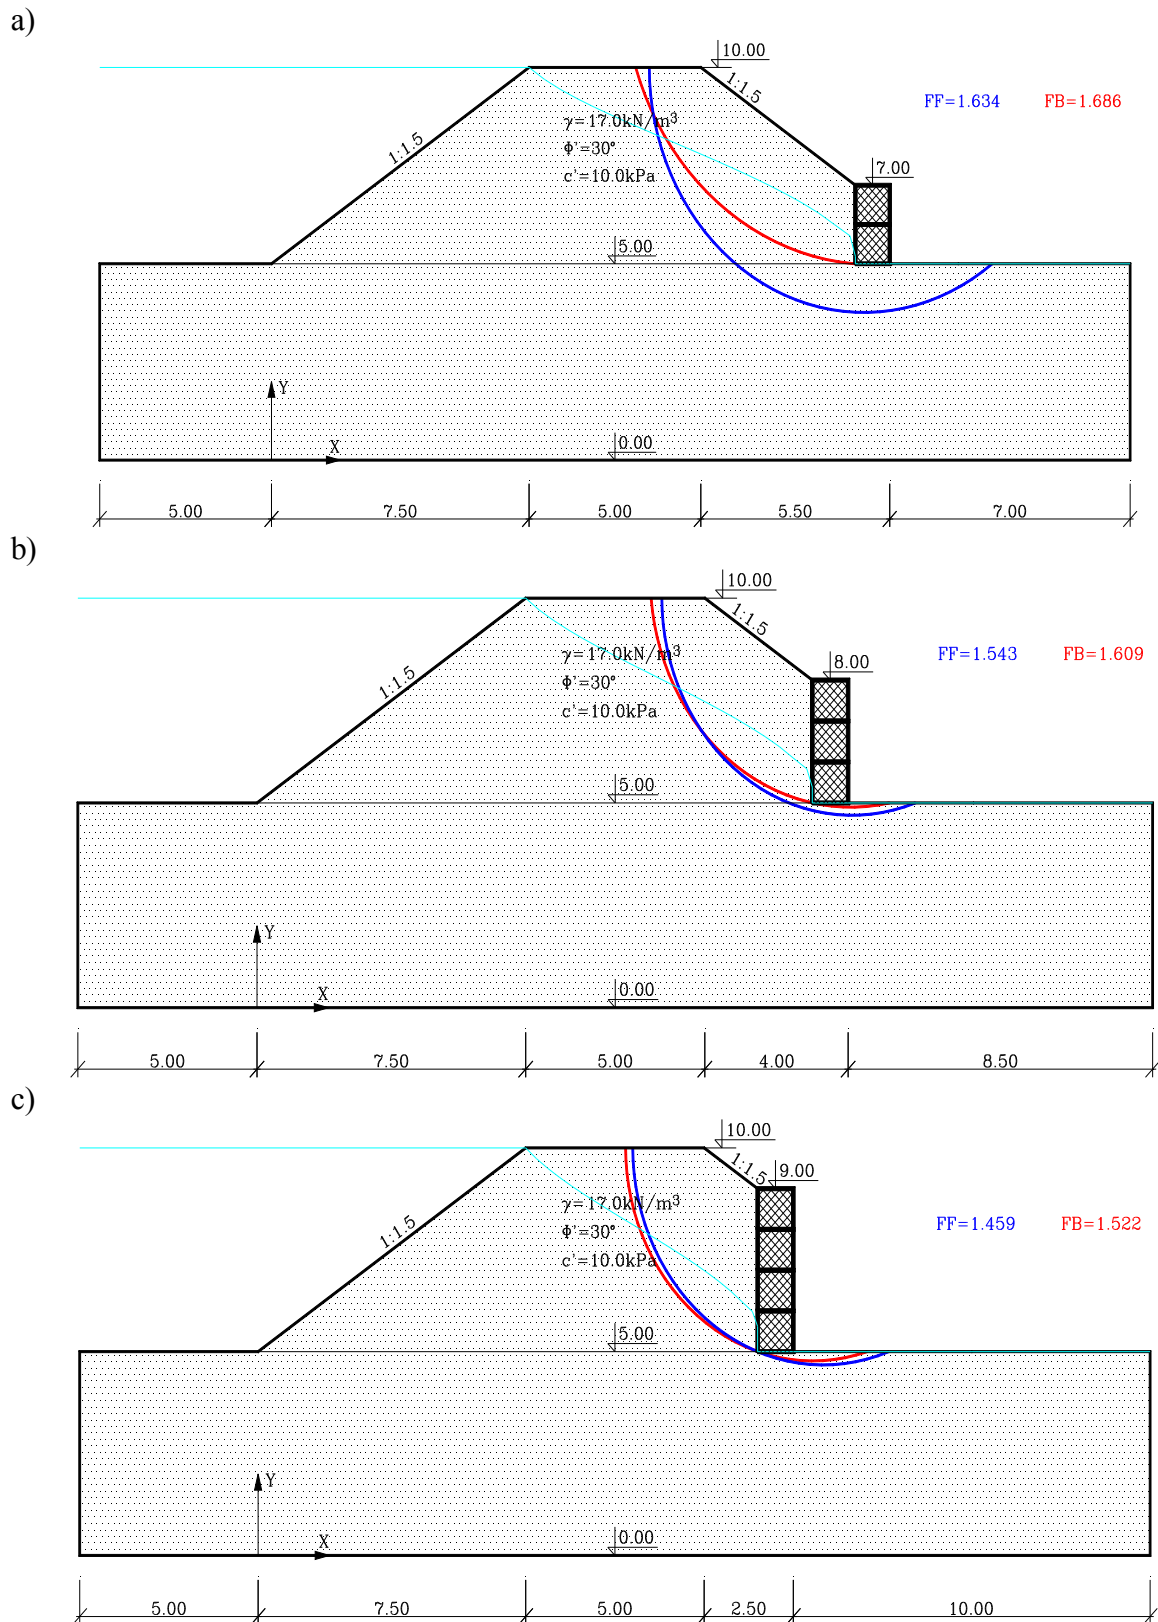 a)
10.00
1:1.5
FF=1.634 FB=1.686
γ=17.0kN/m³
1:1.5
Φ'=30°
c'=10.0kPa
7.00
5.00
Y
X
0.00
5.00 7.50 5.00 5.50 7.00
b)
10.00
1:1.5
γ=17.0kN/m³
FF=1.543 FB=1.609
8.00
1:1.5
Φ'=30°
c'=10.0kPa
5.00
Y
X
0.00
5.00 7.50 5.00 4.00 8.50
c)
10.00
1:1.5
9.00
γ=17.0kN/m³
1:1.5
FF=1.459 FB=1.522
Φ'=30°
c'=10.0kPa
5.00
Y
X
0.00
5.00 7.50 5.00 2.50 10.00